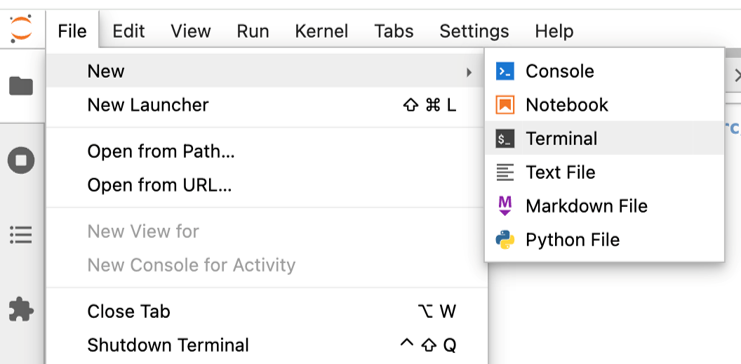 File Edit View Run Kernel Tabs Settings Help
New
New Launcher ⇧ ⌘ L
Open from Path...
Open from URL...
New View for
New Console for Activity
Close Tab ⌥ W
Shutdown Terminal ^ ⇧ Q
Console
Notebook
$_ Terminal
Text File
M Markdown File
Python File
rc